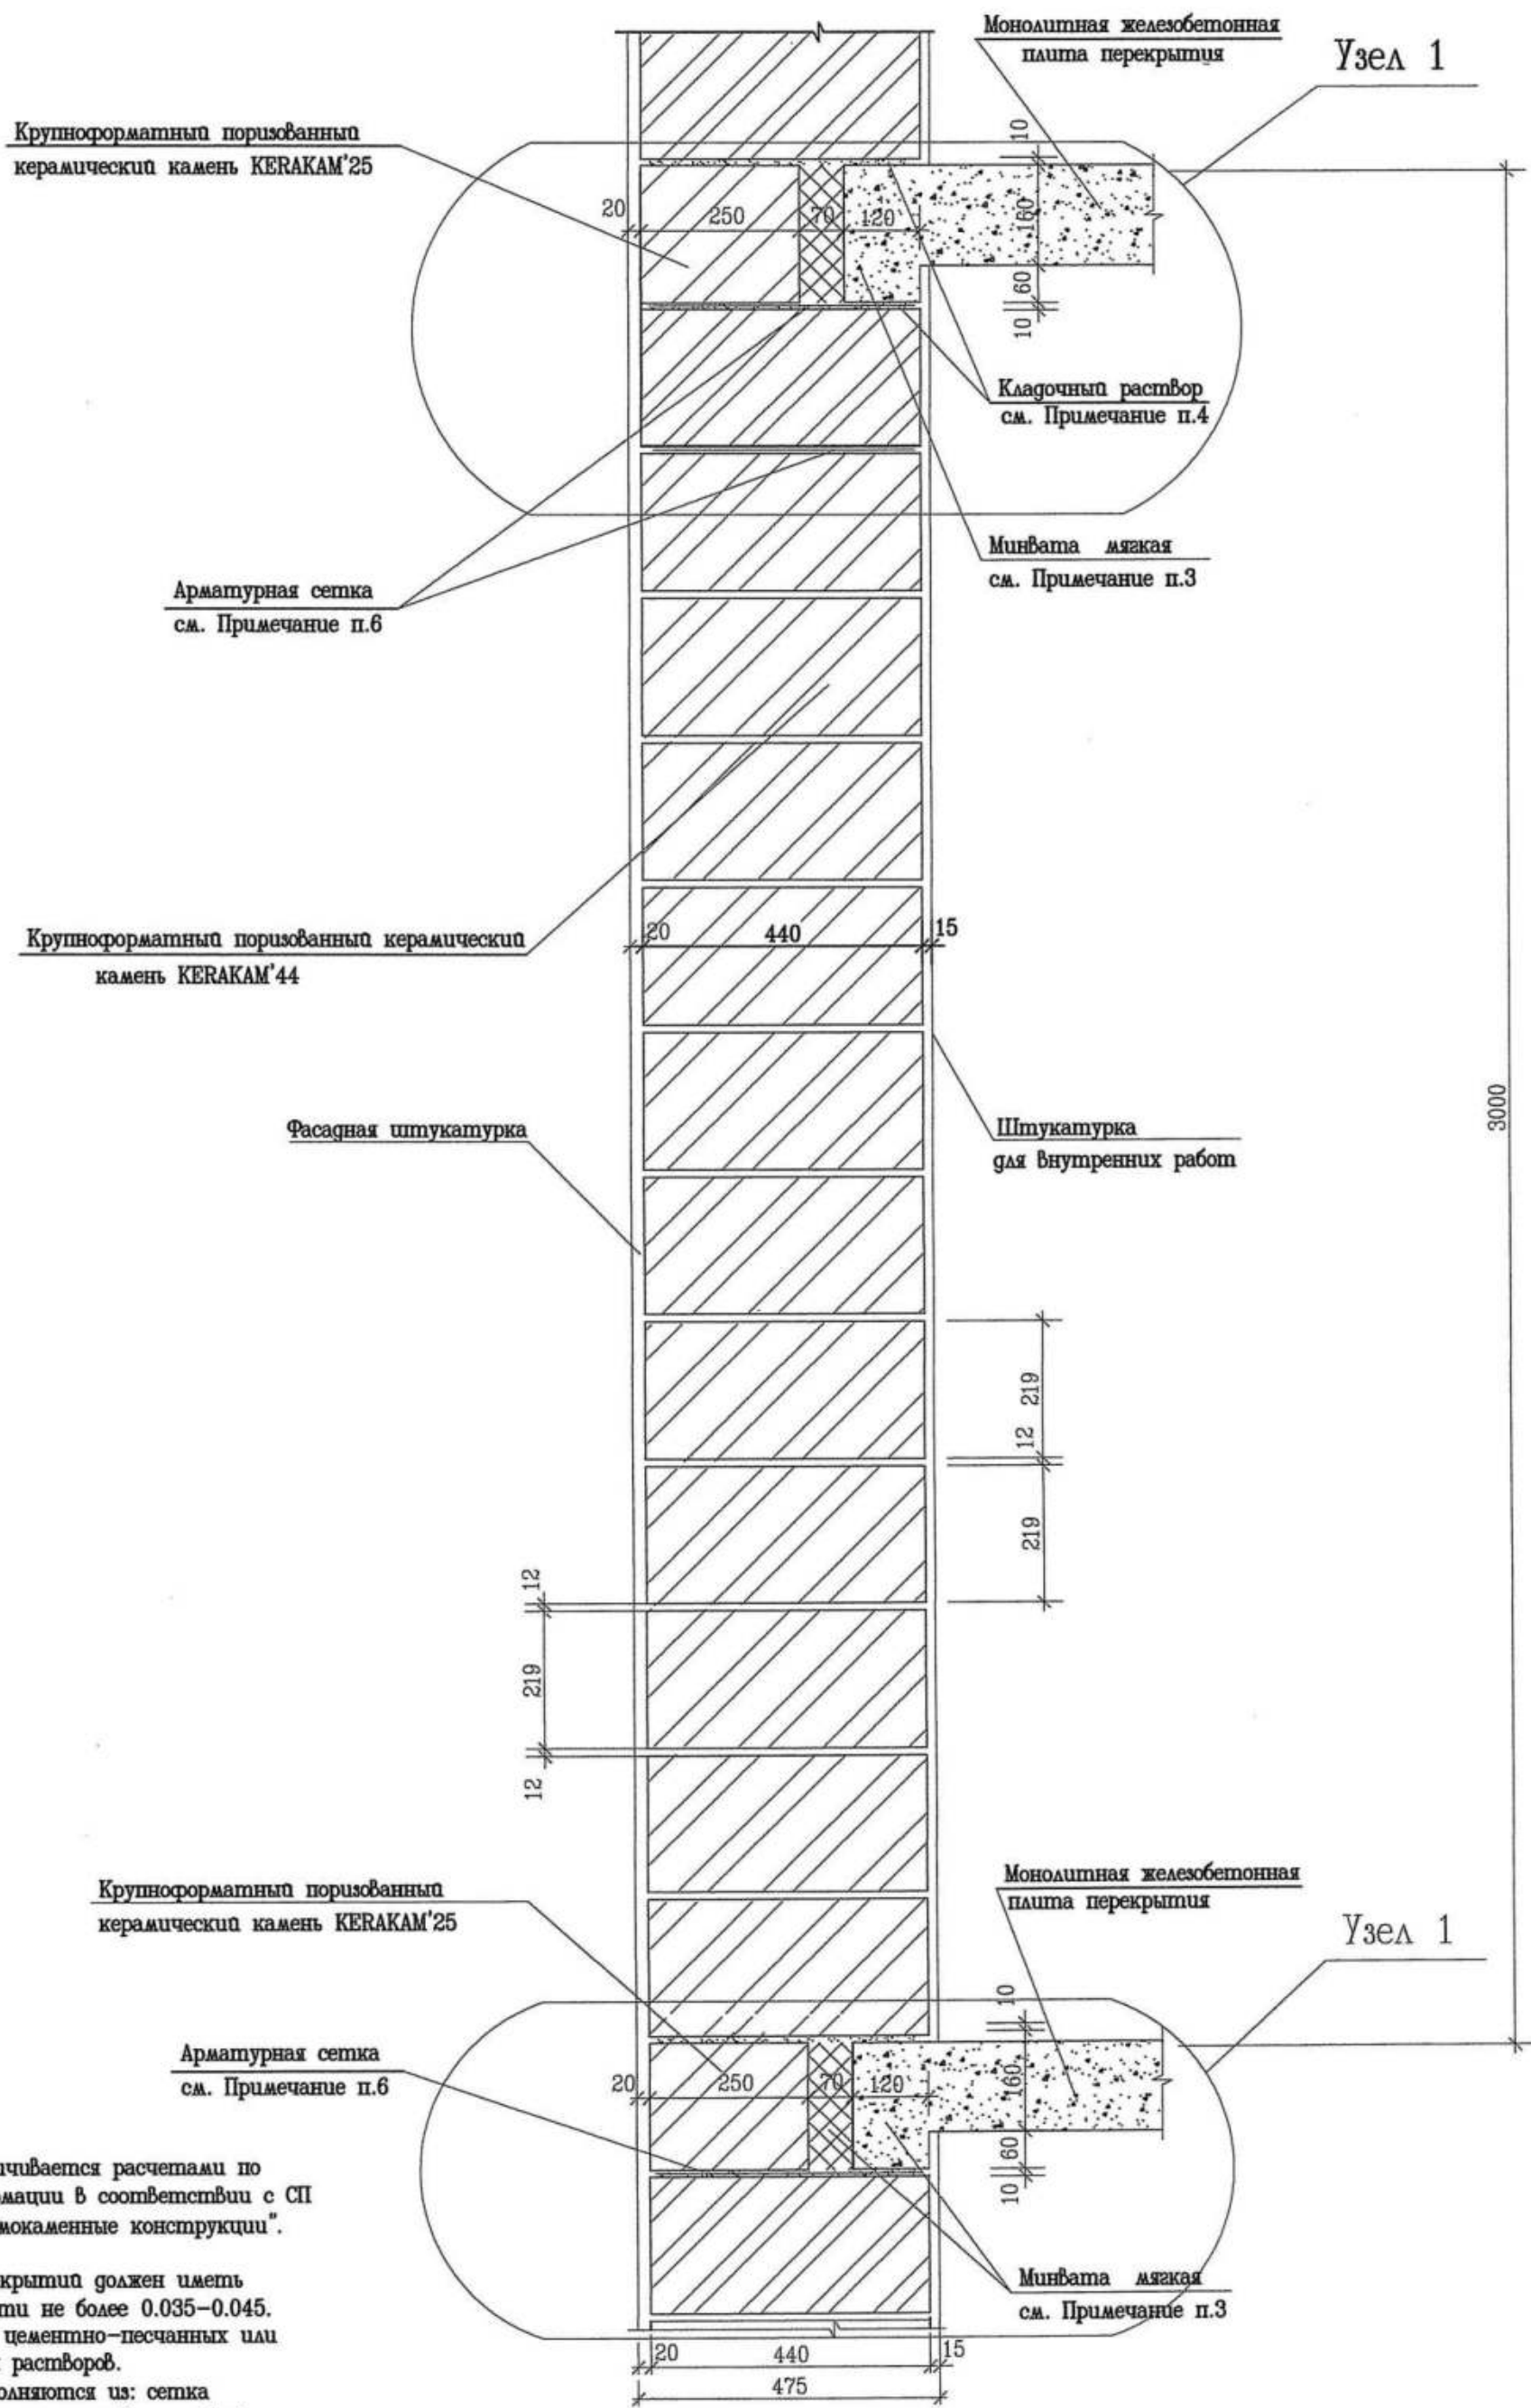 Монолитная железобетонная
плита перекрытия
Узел 1
Крупноформатный поризованный
керамический камень KERAKAM'25
10
20
250
70
120
160
60
10
Кладочный раствор
см. Примечание п.4
Минвата мягкая
см. Примечание п.3
Арматурная сетка
см. Примечание п.6
20
440
15
Крупноформатный поризованный керамический
камень KERAKAM'44
3000
Фасадная штукатурка
Штукатурка
для внутренних работ
219
12
219
12
219
12
Крупноформатный поризованный
керамический камень KERAKAM'25
Монолитная железобетонная
плита перекрытия
Узел 1
10
Арматурная сетка
см. Примечание п.6
20
250
70
120
160
60
10
ичивается расчетами по
мации в соответствии с СП
мокаменные конструкции".
крытий должен иметь
ти не более 0.035-0.045.
цементно-песчанных или
растворов.
олняются из: сетка
Минвата мягкая
см. Примечание п.3
20
440
15
475